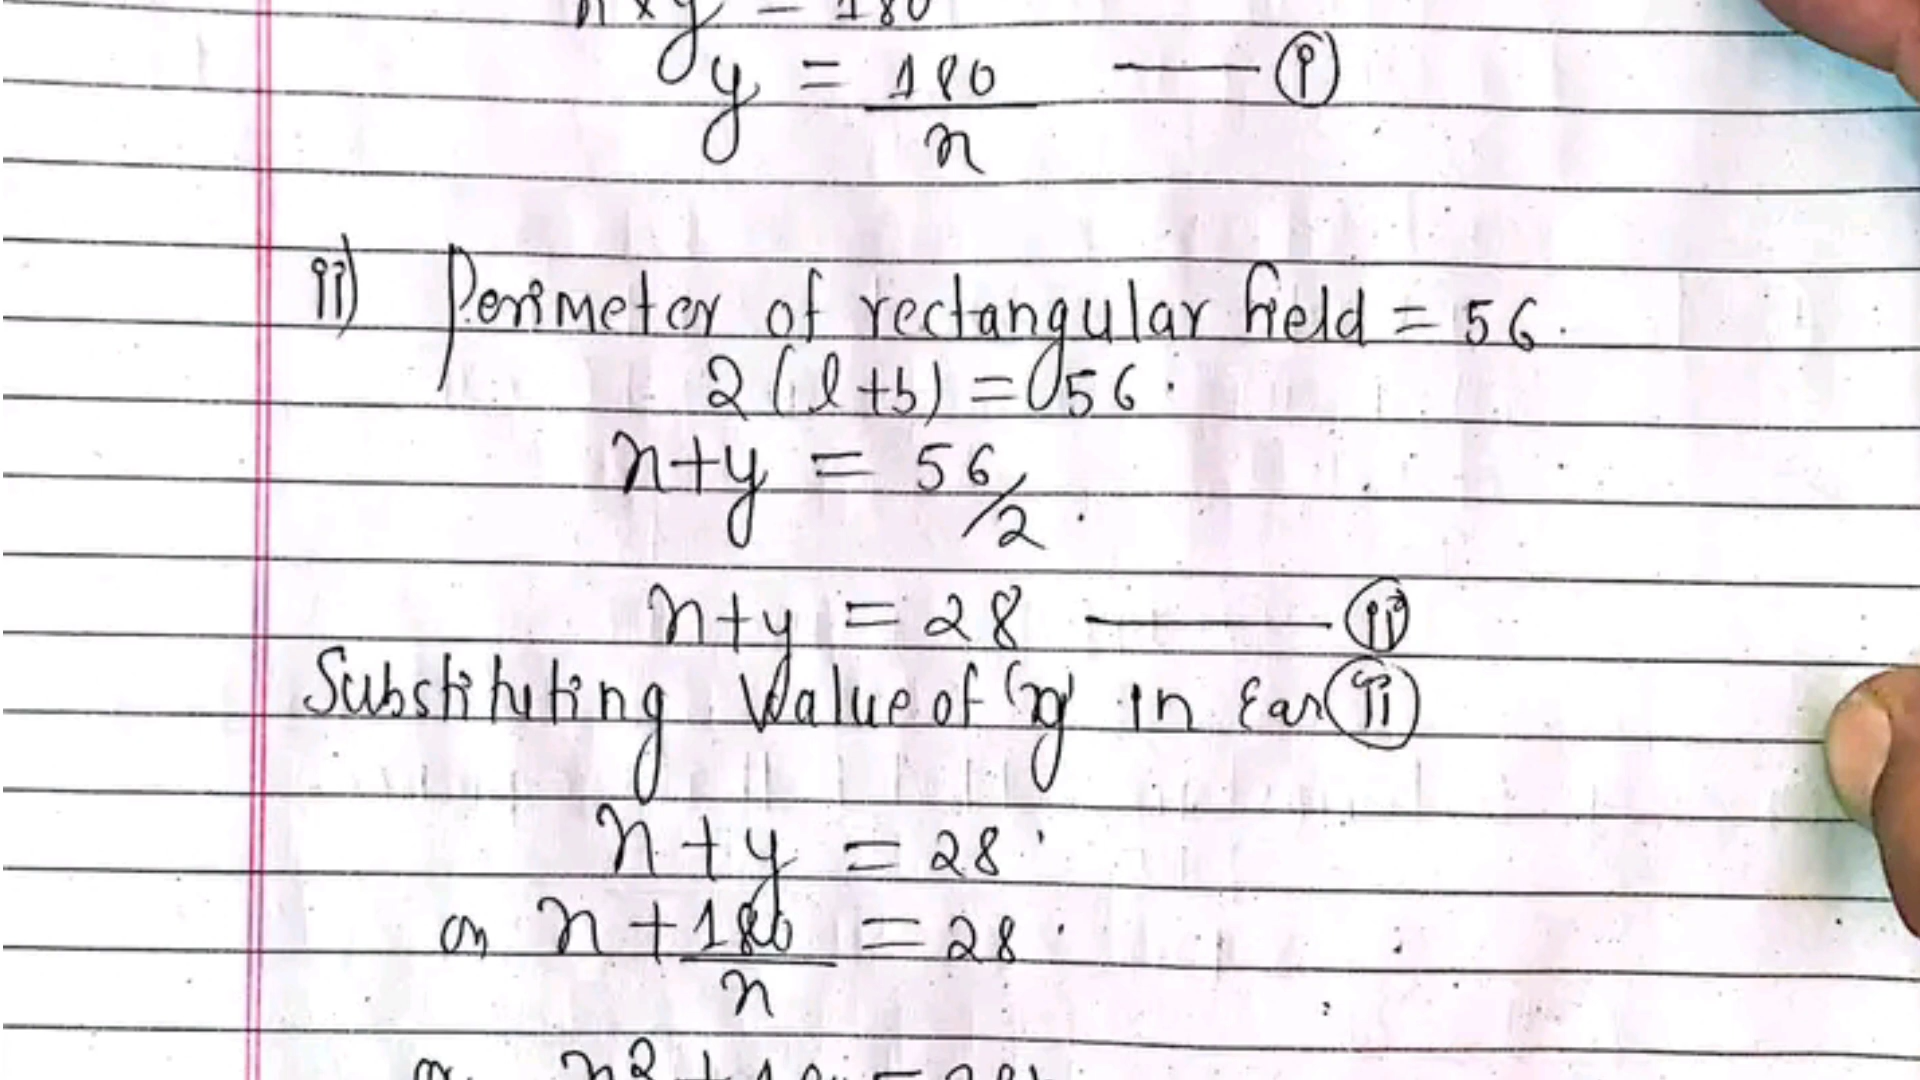 x × y = 180
y = 180/x —— (i)
ii) Perimeter of rectangular field = 56.
2(l+b) = 56.
x+y = 56/2.
x+y = 28 —— (ii)
Substituting Value of 'y' in Eqn (ii)
x + y = 28.
or x + 180/x = 28.